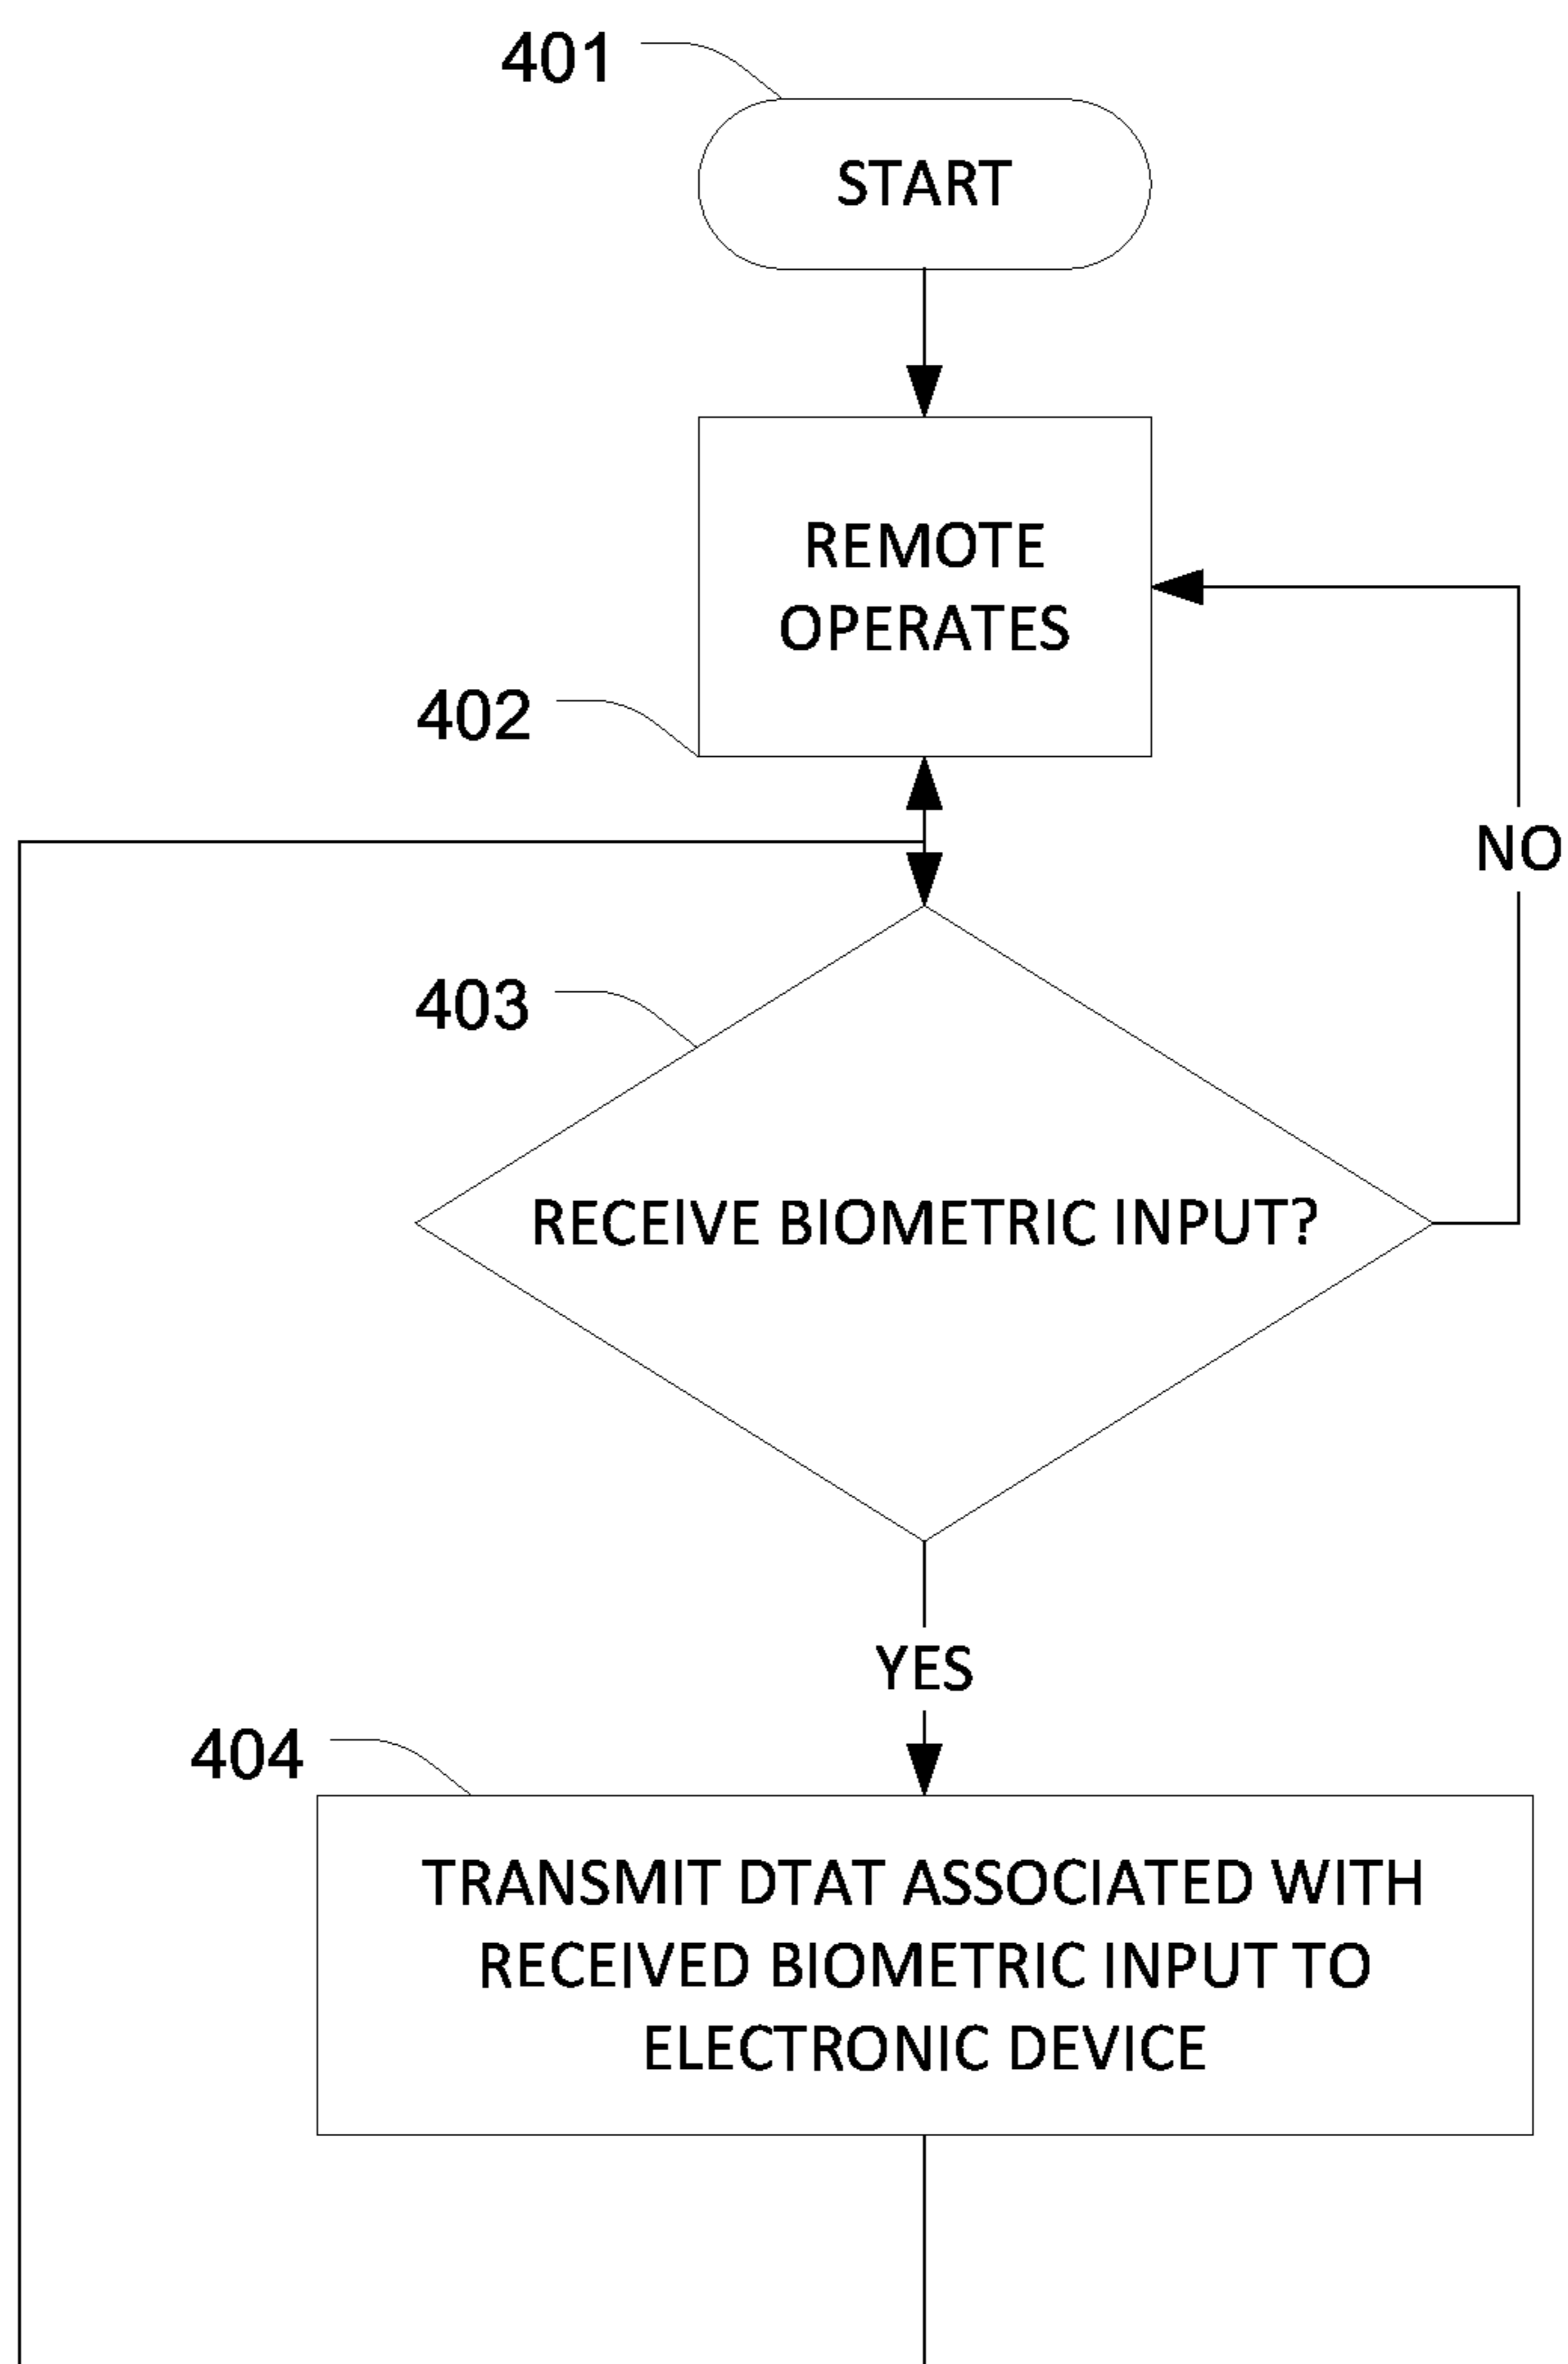 401
START
REMOTE
OPERATES
402
NO
403
RECEIVE BIOMETRIC INPUT?
YES
404
TRANSMIT DTAT ASSOCIATED WITH
RECEIVED BIOMETRIC INPUT TO
ELECTRONIC DEVICE